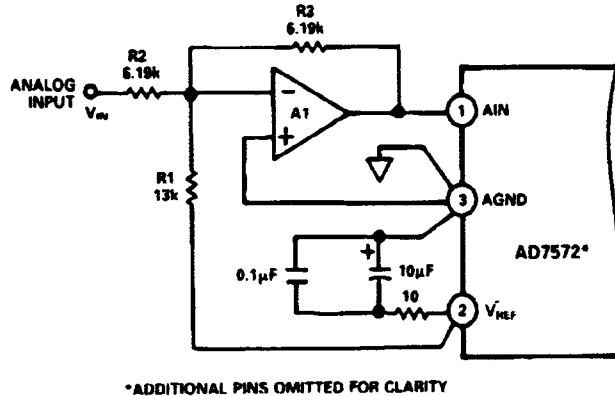 R3
6.19k
R2
6.19k
ANALOG
INPUT
VIN
A1
1
AIN
R1
13k
3
AGND
AD7572*
+
0.1µF
10µF
10
2
VREF
*ADDITIONAL PINS OMITTED FOR CLARITY